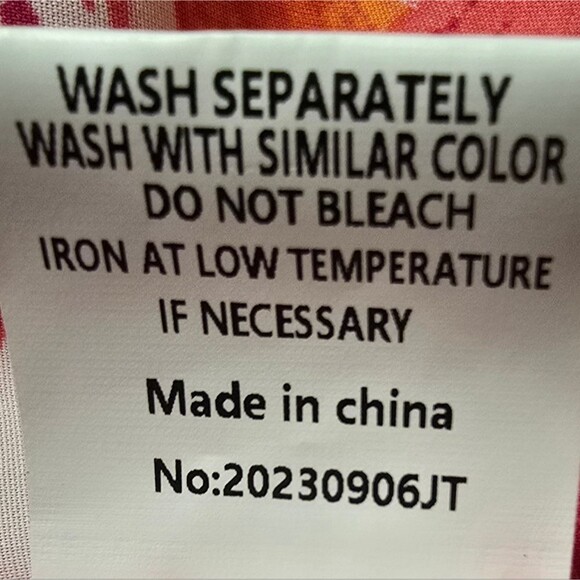 WASH SEPARATELY
WASH WITH SIMILAR COLOR
DO NOT BLEACH
IRON AT LOW TEMPERATURE
IF NECESSARY
Made in china
No:20230906JT